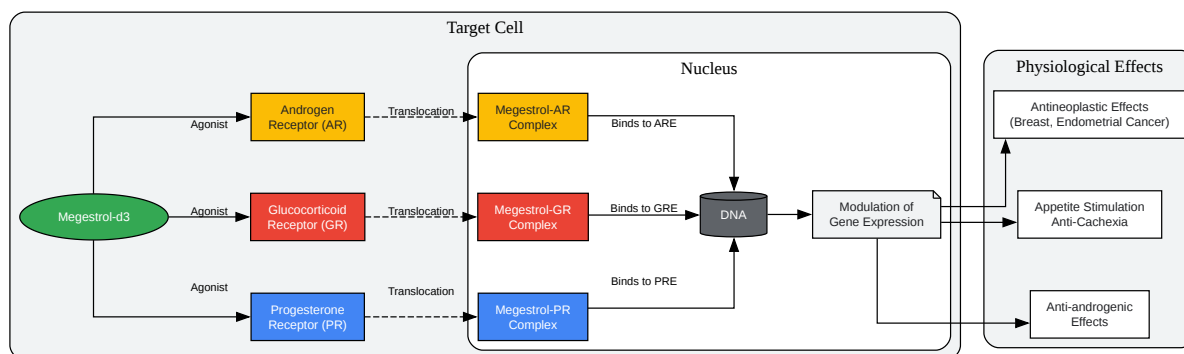 Target Cell
Nucleus
Physiological Effects
Megestrol-d3
Agonist
Androgen
Receptor (AR)
Translocation
Megestrol-AR
Complex
Binds to ARE
Agonist
Glucocorticoid
Receptor (GR)
Translocation
Megestrol-GR
Complex
Binds to GRE
Agonist
Progesterone
Receptor (PR)
Translocation
Megestrol-PR
Complex
Binds to PRE
DNA
Modulation of
Gene Expression
Antineoplastic Effects
(Breast, Endometrial Cancer)
Appetite Stimulation
Anti-Cachexia
Anti-androgenic
Effects